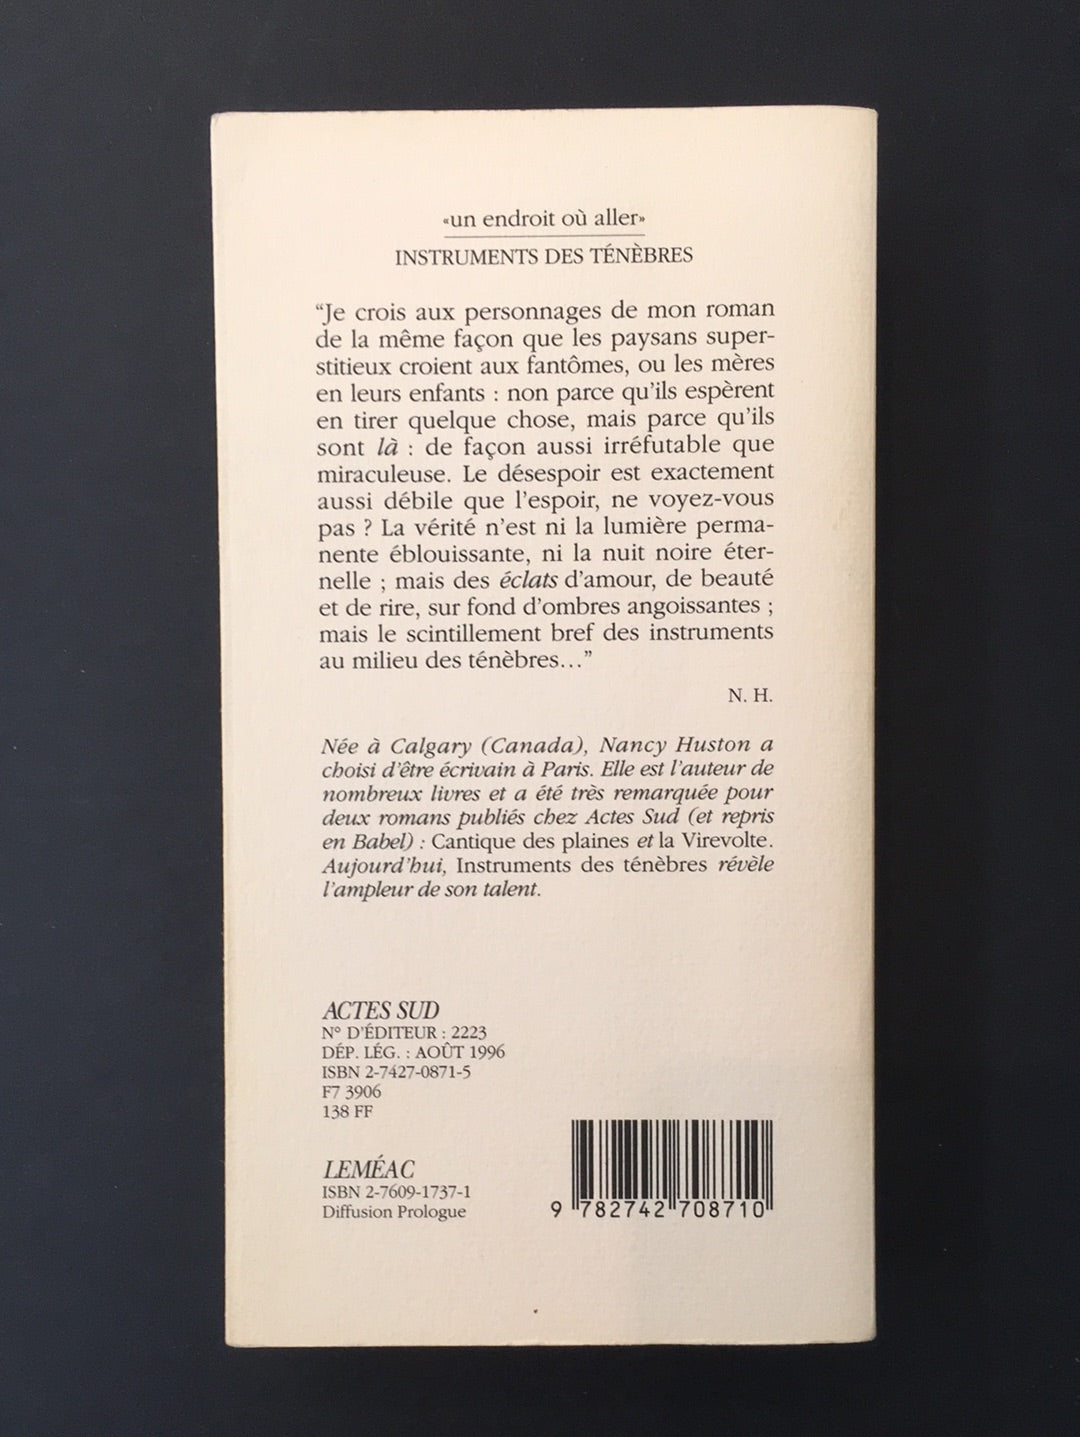 «un endroit où aller»
INSTRUMENTS DES TÉNÈBRES
“Je crois aux personnages de mon roman
de la même façon que les paysans super-
stitieux croient aux fantômes, ou les mères
en leurs enfants : non parce qu’ils espèrent
en tirer quelque chose, mais parce qu’ils
sont là : de façon aussi irréfutable que
miraculeuse. Le désespoir est exactement
aussi débile que l’espoir, ne voyez-vous
pas ? La vérité n’est ni la lumière perma-
nente éblouissante, ni la nuit noire éter-
nelle ; mais des éclats d’amour, de beauté
et de rire, sur fond d’ombres angoissantes ;
mais le scintillement bref des instruments
au milieu des ténèbres...”
N. H.
Née à Calgary (Canada), Nancy Huston a
choisi d’être écrivain à Paris. Elle est l’auteur de
nombreux livres et a été très remarquée pour
deux romans publiés chez Actes Sud (et repris
en Babel) : Cantique des plaines et la Virevolte.
Aujourd’hui, Instruments des ténèbres révèle
l’ampleur de son talent.
ACTES SUD
N° D’ÉDITEUR : 2223
DÉP. LÉG. : AOÛT 1996
ISBN 2-7427-0871-5
F7 3906
138 FF
LEMÉAC
ISBN 2-7609-1737-1
Diffusion Prologue
9 782742 708710